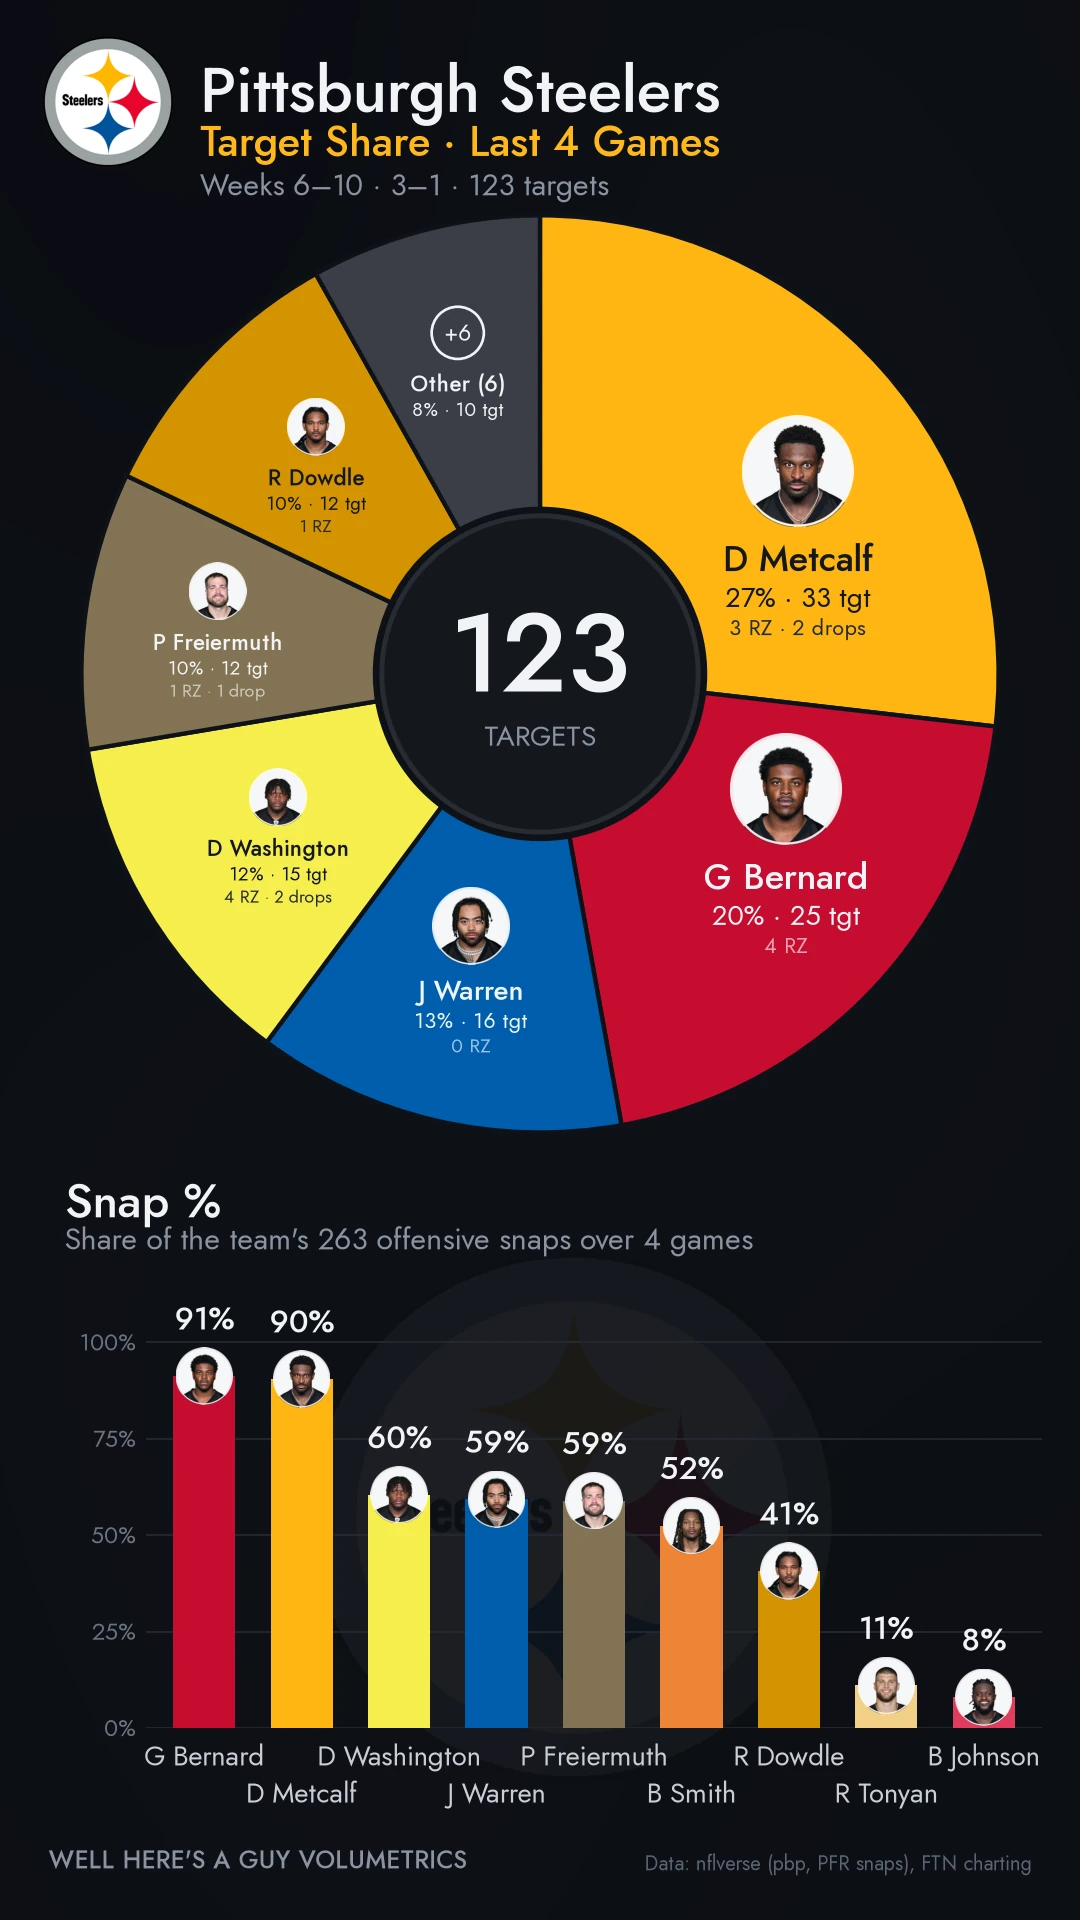 Steelers
Pittsburgh Steelers
Target Share · Last 4 Games
Weeks 6–10 · 3–1 · 123 targets
+6
Other (6)
8% · 10 tgt
R Dowdle
10% · 12 tgt
1 RZ
D Metcalf
27% · 33 tgt
3 RZ · 2 drops
P Freiermuth
10% · 12 tgt
1 RZ · 1 drop
123
TARGETS
D Washington
12% · 15 tgt
4 RZ · 2 drops
G Bernard
20% · 25 tgt
4 RZ
J Warren
13% · 16 tgt
0 RZ
Snap %
Share of the team's 263 offensive snaps over 4 games
91% 90% 60% 59% 59% 52% 41% 11% 8%
100%
75%
50%
25%
0%
G Bernard D Washington P Freiermuth R Dowdle B Johnson
D Metcalf J Warren B Smith R Tonyan
WELL HERE'S A GUY VOLUMETRICS
Data: nflverse (pbp, PFR snaps), FTN charting